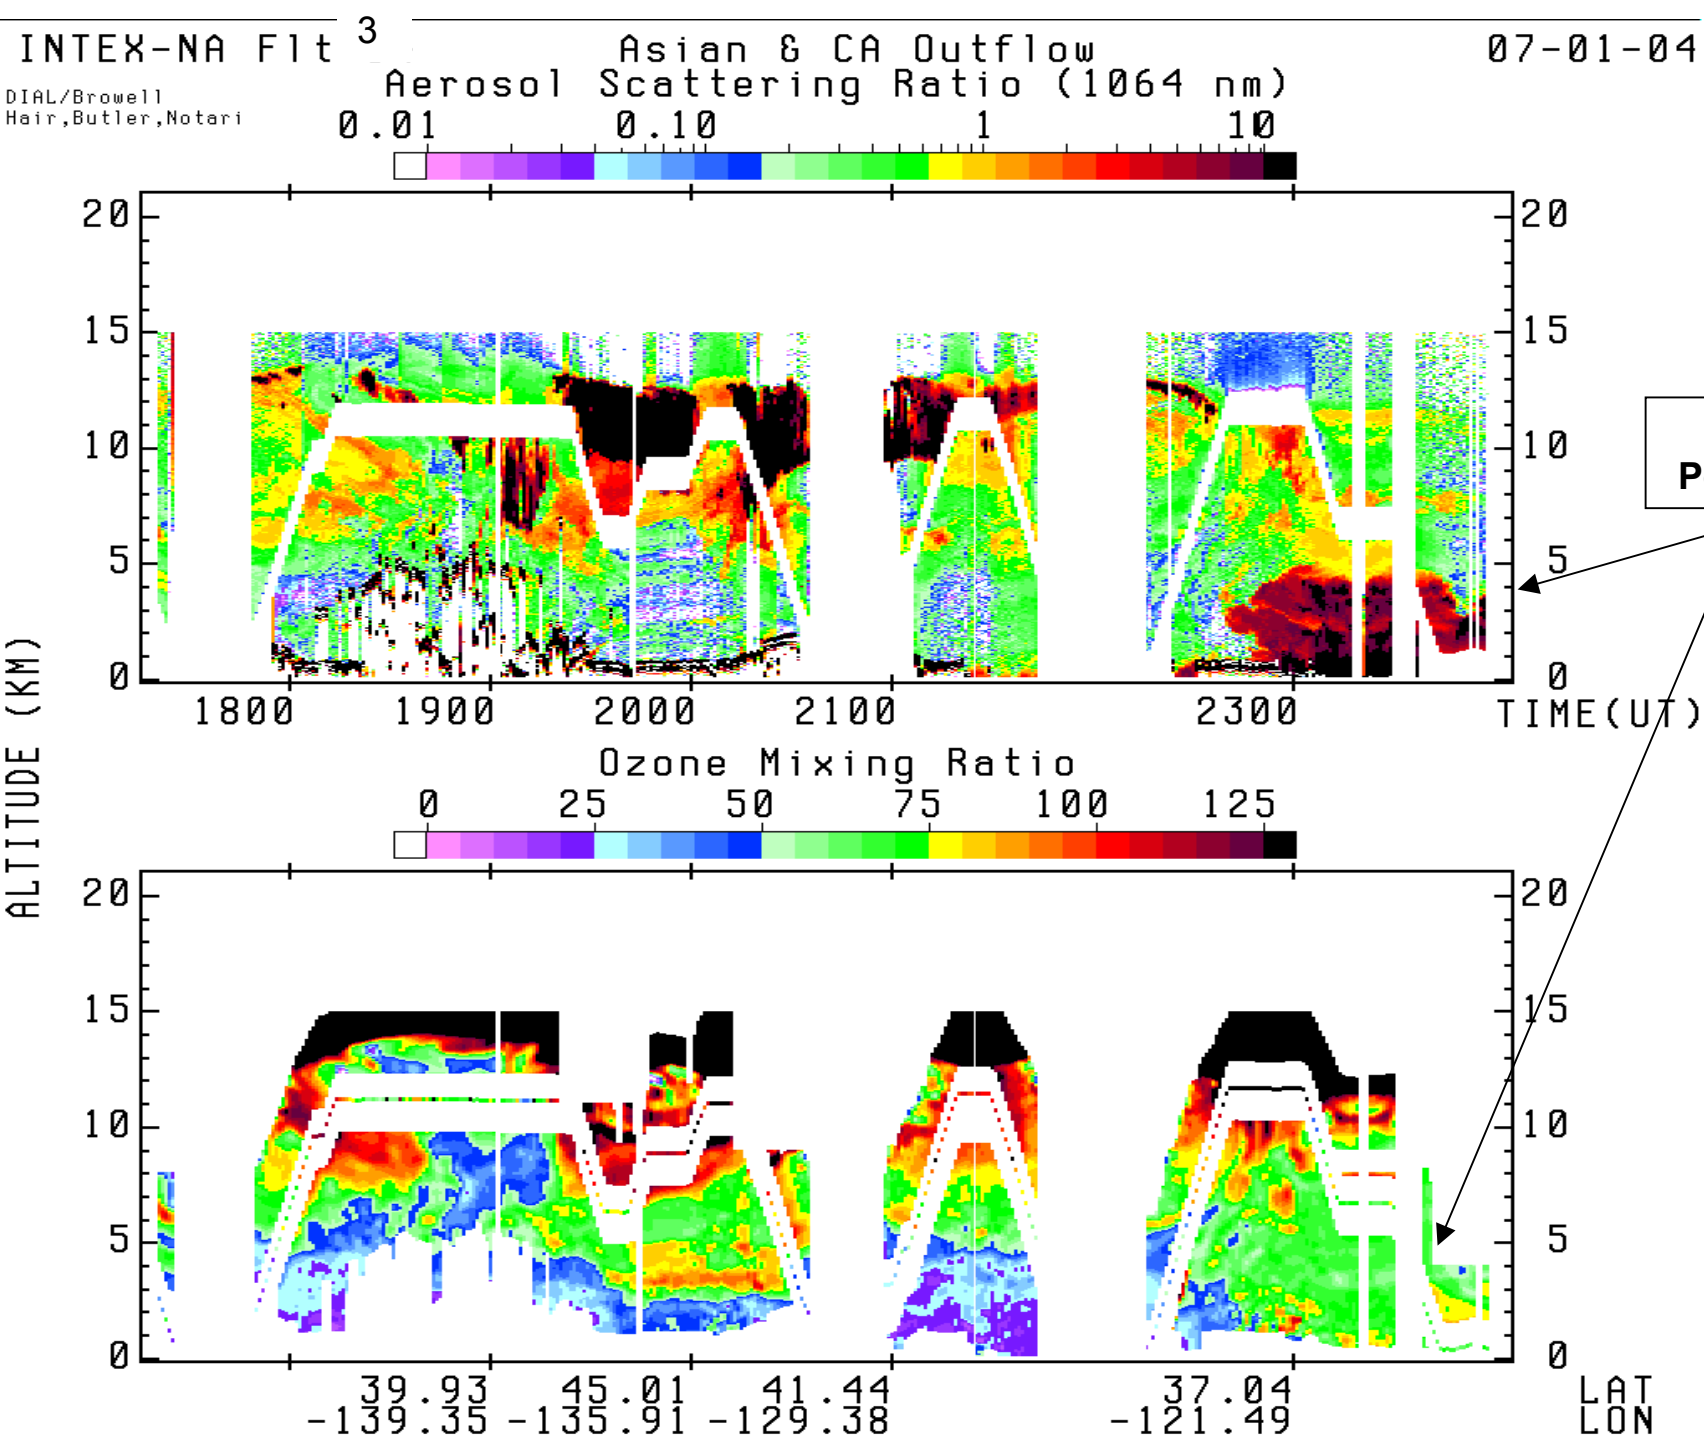 3
INTEX-NA Flt Asian & CA Outflow 07-01-04
Aerosol Scattering Ratio (1064 nm)
DIAL/Browell
Hair,Butler,Notari
0.01 0.10 1 10
20 20
15 15
10 10
P
5 5
0 0
1800 1900 2000 2100 2300 TIME(UT)
ALTITUDE (KM)
Ozone Mixing Ratio
0 25 50 75 100 125
20 20
15 15
10 10
5 5
0 0
39.93 45.01 41.44 37.04 LAT
-139.35 -135.91 -129.38 -121.49 LON